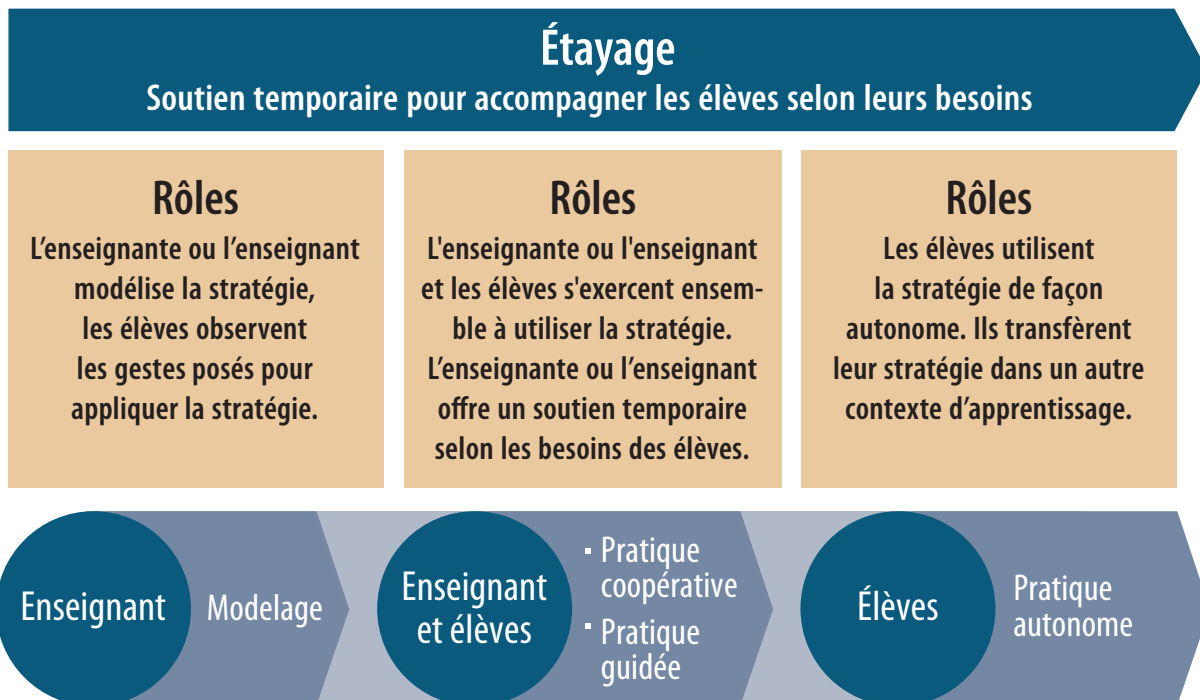 Étayage
Soutien temporaire pour accompagner les élèves selon leurs besoins
Rôles
L’enseignante ou l’enseignant
modélise la stratégie,
les élèves observent
les gestes posés pour
appliquer la stratégie.
Rôles
L'enseignante ou l'enseignant
et les élèves s'exercent ensem-
ble à utiliser la stratégie.
L’enseignante ou l’enseignant
offre un soutien temporaire
selon les besoins des élèves.
Rôles
Les élèves utilisent
la stratégie de façon
autonome. Ils transfèrent
leur stratégie dans un autre
contexte d’apprentissage.
Enseignant
Modelage
Enseignant
et élèves
▪ Pratique
coopérative
▪ Pratique
guidée
Élèves
Pratique
autonome